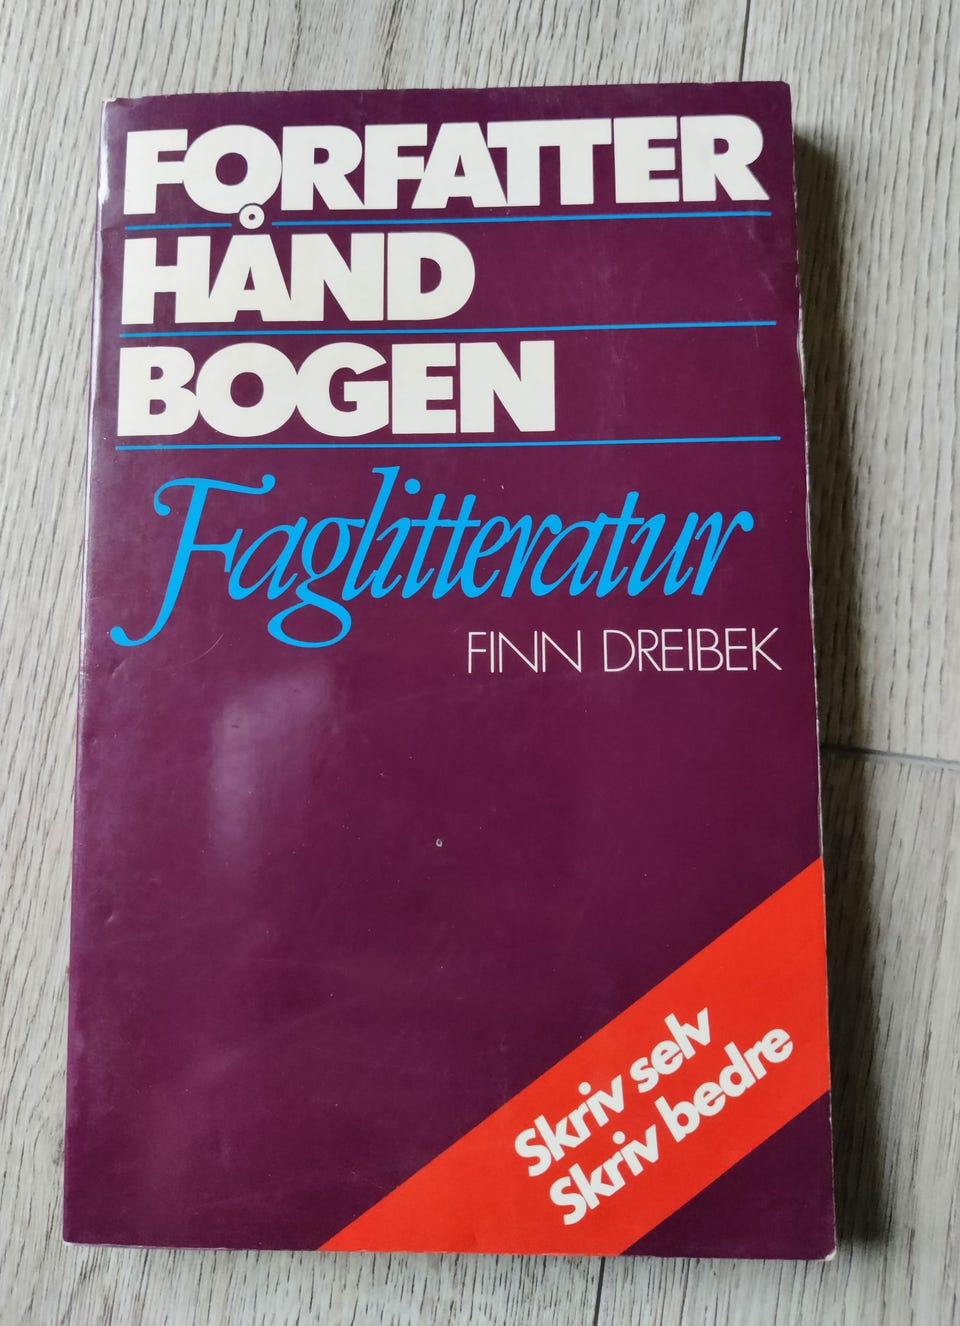 FORFATTER
HÅND
BOGEN
Faglitteratur
FINN DREIBEK
Skriv selv
Skriv bedre